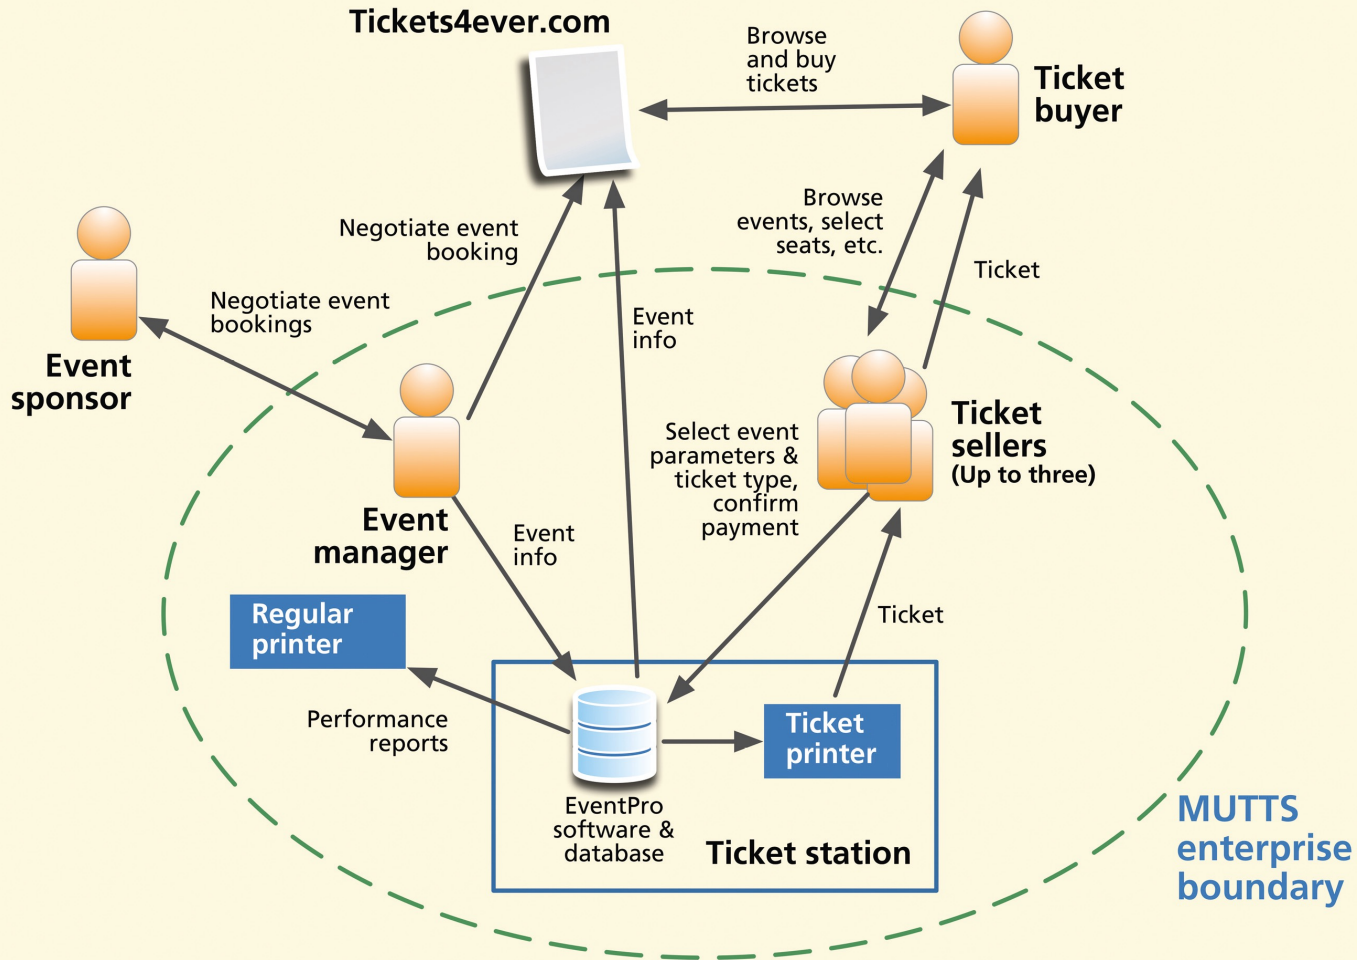 Tickets4ever.com
Browse
and buy
tickets
Ticket
buyer
Browse
events, select
seats, etc.
Ticket
Negotiate event
booking
Negotiate event
bookings
Event
info
Event
sponsor
Ticket
sellers
(Up to three)
Select event
parameters &
ticket type,
confirm
payment
Event
manager
Event
info
Regular
printer
Ticket
Performance
reports
Ticket
printer
EventPro
software &
database
Ticket station
MUTTS
enterprise
boundary